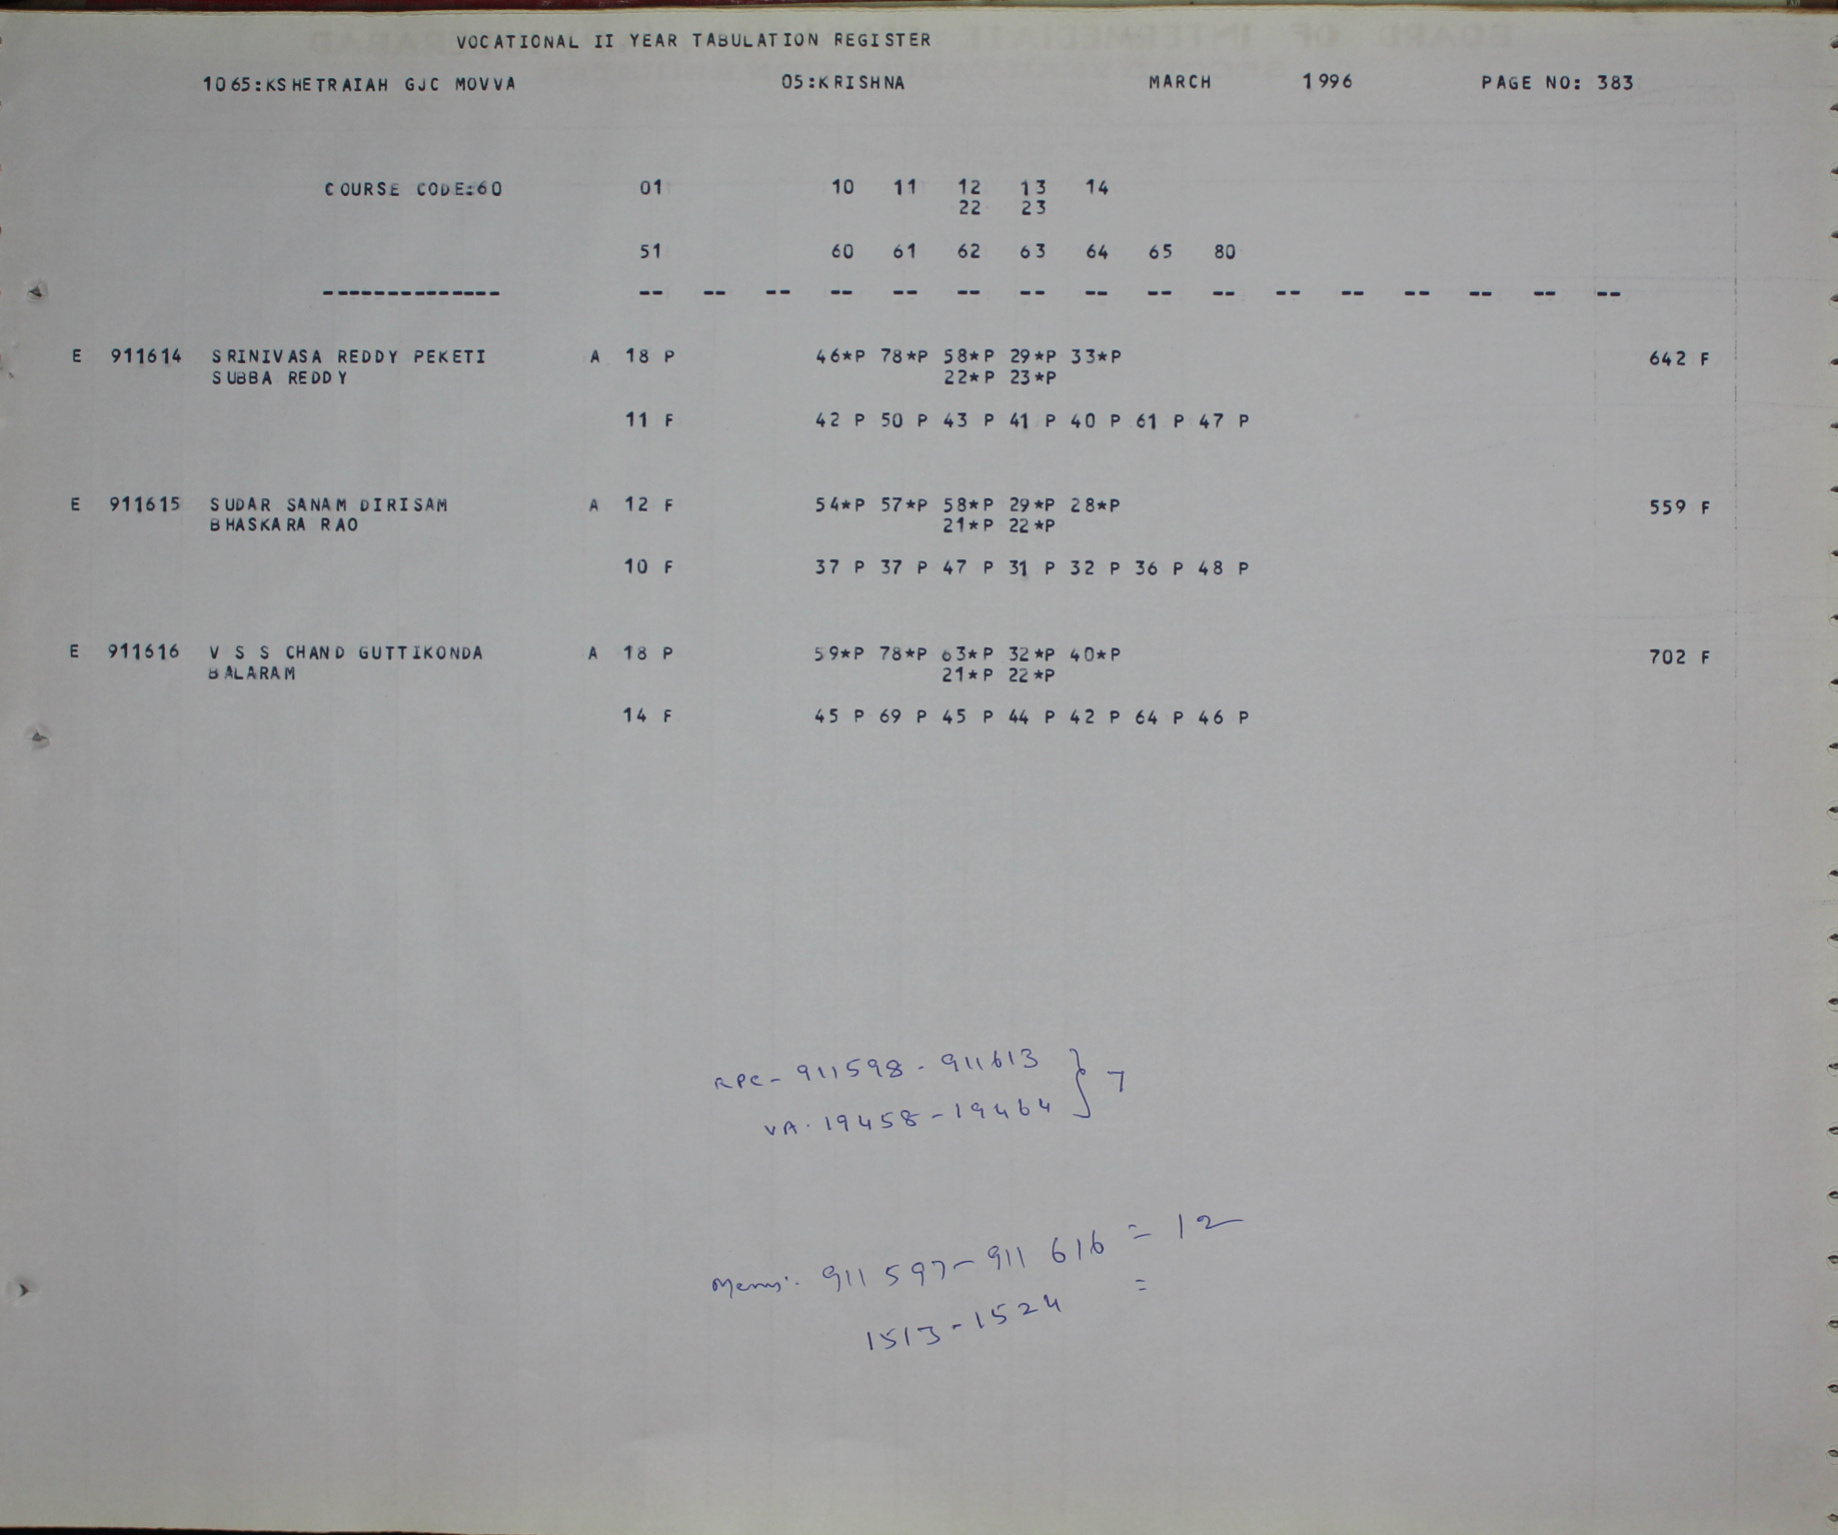 VOCATIONAL II YEAR TABULATION REGISTER
1065:KSHETRAIAH GJC MOVVA 05:KRISHNA MARCH 1996 PAGE NO: 383
COURSE CODE:60 01 10 11 12 13 14
22 23
51 60 61 62 63 64 65 80
-------------- -- -- -- -- -- -- -- -- -- -- -- -- -- -- -- --
E 911614 SRINIVASA REDDY PEKETI A 18 P 46*P 78*P 58*P 29*P 33*P 642 F
SUBBA REDDY 22*P 23*P
11 F 42 P 50 P 43 P 41 P 40 P 61 P 47 P
E 911615 SUDAR SANAM DIRISAM A 12 F 54*P 57*P 58*P 29*P 28*P 559 F
BHASKARA RAO 21*P 22*P
10 F 37 P 37 P 47 P 31 P 32 P 36 P 48 P
E 911616 V S S CHAND GUTTIKONDA A 18 P 59*P 78*P 63*P 32*P 40*P 702 F
BALARAM 21*P 22*P
14 F 45 P 69 P 45 P 44 P 42 P 64 P 46 P
RPC- 911598 - 911613 } 7
VA. 19458 - 19464
911 597 - 911 616 = 12
1513 - 1524 =